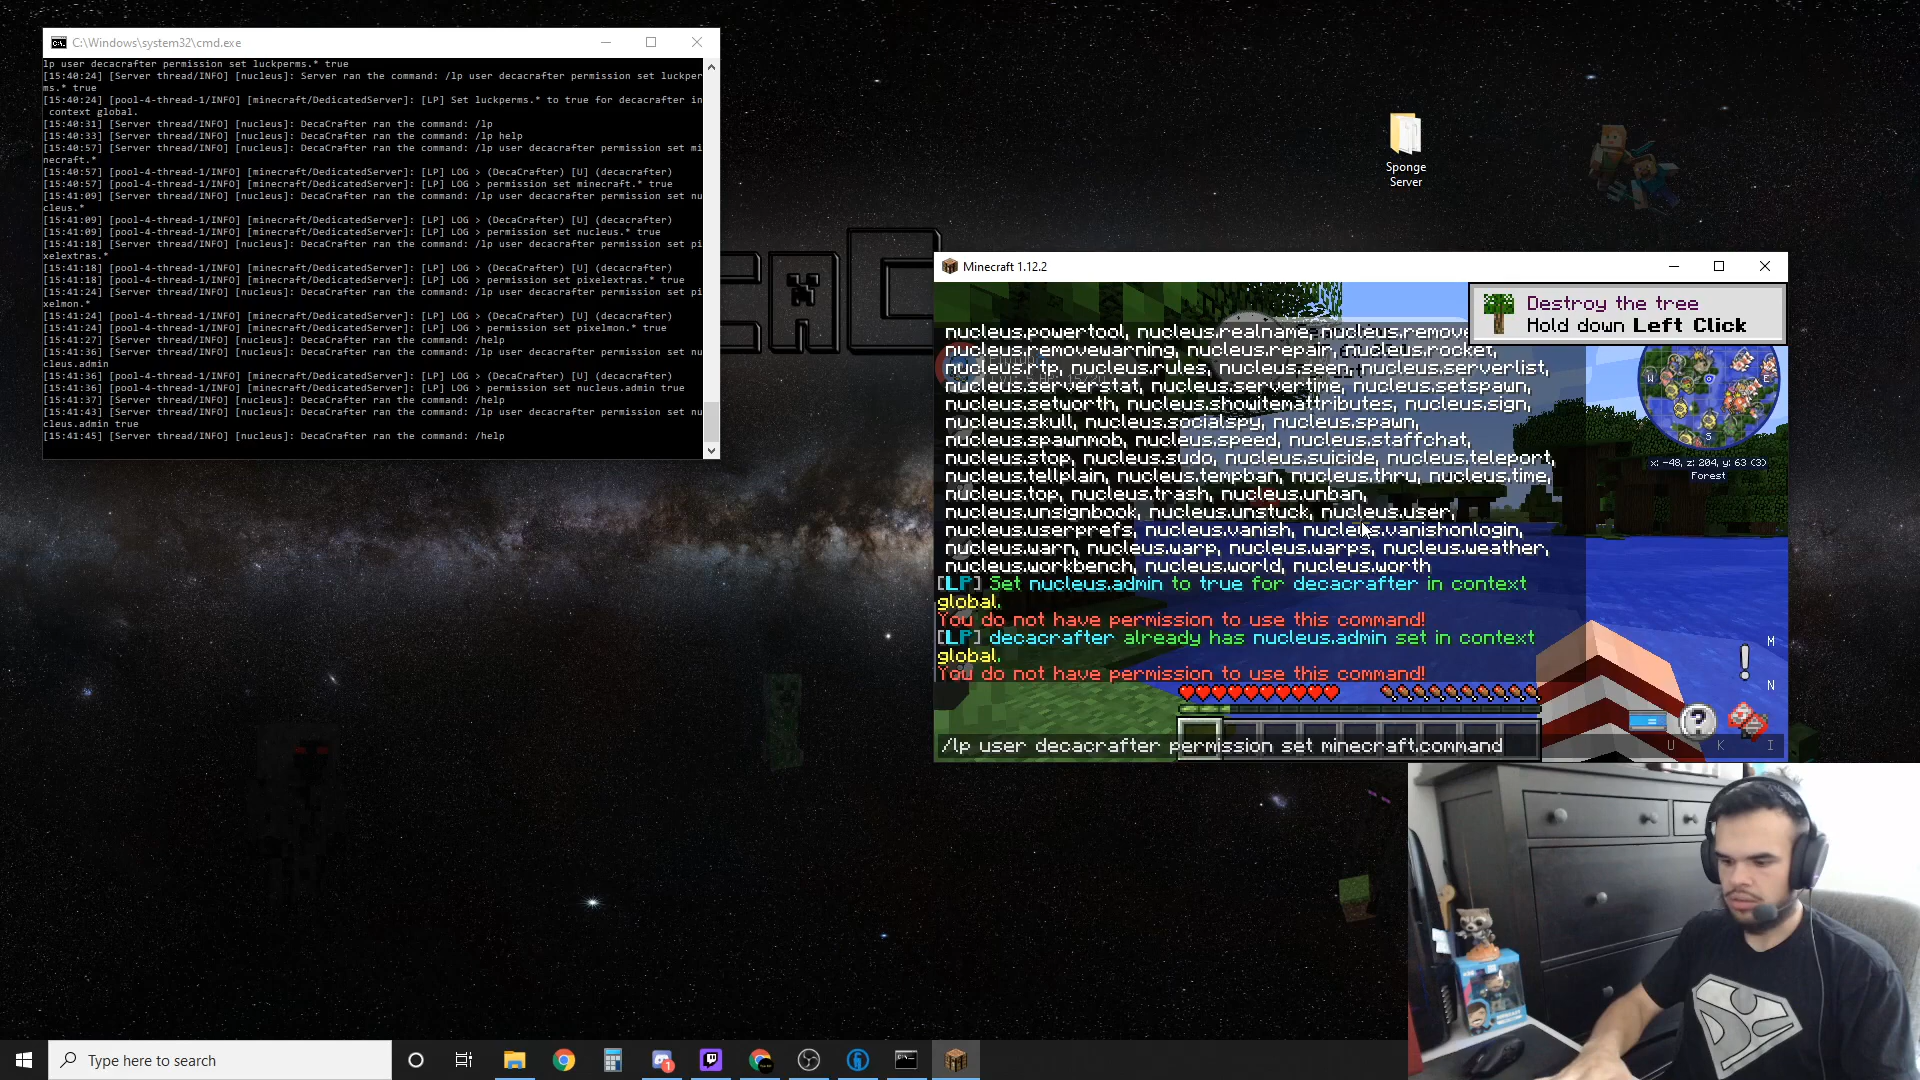 C:\Windows\system32\cmd.exe
lp user decacrafter permission set luckperms.* true
[15:40:24] [Server thread/INFO] [nucleus]: Server ran the command: /lp user decacrafter permission set luckper
ms.* true
[15:40:24] [pool-4-thread-1/INFO] [minecraft/DedicatedServer]: [LP] Set luckperms.* to true for decacrafter in
context global.
[15:40:31] [Server thread/INFO] [nucleus]: DecaCrafter ran the command: /lp
[15:40:33] [Server thread/INFO] [nucleus]: DecaCrafter ran the command: /lp help
[15:40:57] [Server thread/INFO] [nucleus]: DecaCrafter ran the command: /lp user decacrafter permission set mi
necraft.*
[15:40:57] [pool-4-thread-1/INFO] [minecraft/DedicatedServer]: [LP] LOG > (DecaCrafter) [U] (decacrafter)
[15:40:57] [pool-4-thread-1/INFO] [minecraft/DedicatedServer]: [LP] LOG > permission set minecraft.* true
[15:41:09] [Server thread/INFO] [nucleus]: DecaCrafter ran the command: /lp user decacrafter permission set nu
cleus.*
[15:41:09] [pool-4-thread-1/INFO] [minecraft/DedicatedServer]: [LP] LOG > (DecaCrafter) [U] (decacrafter)
[15:41:09] [pool-4-thread-1/INFO] [minecraft/DedicatedServer]: [LP] LOG > permission set nucleus.* true
[15:41:18] [Server thread/INFO] [nucleus]: DecaCrafter ran the command: /lp user decacrafter permission set pi
xelextras.*
[15:41:18] [pool-4-thread-1/INFO] [minecraft/DedicatedServer]: [LP] LOG > (DecaCrafter) [U] (decacrafter)
[15:41:18] [pool-4-thread-1/INFO] [minecraft/DedicatedServer]: [LP] LOG > permission set pixelextras.* true
[15:41:24] [Server thread/INFO] [nucleus]: DecaCrafter ran the command: /lp user decacrafter permission set pi
xelmon.*
[15:41:24] [pool-4-thread-1/INFO] [minecraft/DedicatedServer]: [LP] LOG > (DecaCrafter) [U] (decacrafter)
[15:41:24] [pool-4-thread-1/INFO] [minecraft/DedicatedServer]: [LP] LOG > permission set pixelmon.* true
[15:41:27] [Server thread/INFO] [nucleus]: DecaCrafter ran the command: /help
[15:41:36] [Server thread/INFO] [nucleus]: DecaCrafter ran the command: /lp user decacrafter permission set nu
cleus.admin
[15:41:36] [pool-4-thread-1/INFO] [minecraft/DedicatedServer]: [LP] LOG > (DecaCrafter) [U] (decacrafter)
[15:41:36] [pool-4-thread-1/INFO] [minecraft/DedicatedServer]: [LP] LOG > permission set nucleus.admin true
[15:41:37] [Server thread/INFO] [nucleus]: DecaCrafter ran the command: /help
[15:41:43] [Server thread/INFO] [nucleus]: DecaCrafter ran the command: /lp user decacrafter permission set nu
cleus.admin true
[15:41:45] [Server thread/INFO] [nucleus]: DecaCrafter ran the command: /help
Sponge
Server
Minecraft 1.12.2
Destroy the tree
Hold down Left Click
nucleus.powertool, nucleus.realname, nucleus.remove
nucleus.removewarning, nucleus.repair, nucleus.rocket,
nucleus.rtp, nucleus.rules, nucleus.seen, nucleus.serverlist,
nucleus.serverstat, nucleus.servertime, nucleus.setspawn,
nucleus.setworth, nucleus.showitemattributes, nucleus.sign,
nucleus.skull, nucleus.socialspy, nucleus.spawn,
nucleus.spawnmob, nucleus.speed, nucleus.staffchat,
nucleus.stop, nucleus.sudo, nucleus.suicide, nucleus.teleport,
nucleus.tellplain, nucleus.tempban, nucleus.thru, nucleus.time,
nucleus.top, nucleus.trash, nucleus.unban,
nucleus.unsignbook, nucleus.unstuck, nucleus.user,
nucleus.userprefs, nucleus.vanish, nucleus.vanishonlogin,
nucleus.warn, nucleus.warp, nucleus.warps, nucleus.weather,
nucleus.workbench, nucleus.world, nucleus.worth
[LP] Set nucleus.admin to true for decacrafter in context
global.
You do not have permission to use this command!
[LP] decacrafter already has nucleus.admin set in context
global.
You do not have permission to use this command!
/lp user decacrafter permission set minecraft.command
W
E
S
x: -48, z: 204, y: 63 (3)
Forest
M
N
U
K
I
Type here to search